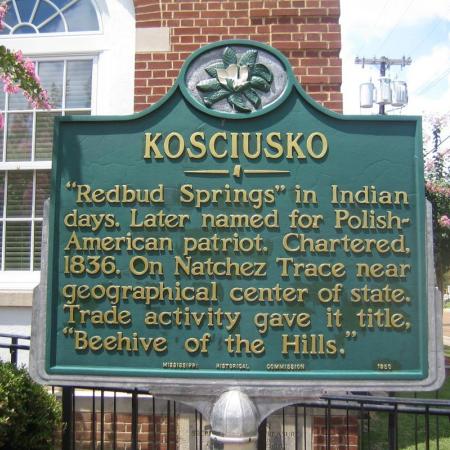 KOSCIUSKO
"Redbud Springs" in Indian
days. Later named for Polish-
American patriot. Chartered,
1836. On Natchez Trace near
geographical center of state.
Trade activity gave it title,
"Beehive of the Hills."
MISSISSIPPI HISTORICAL COMMISSION 1950